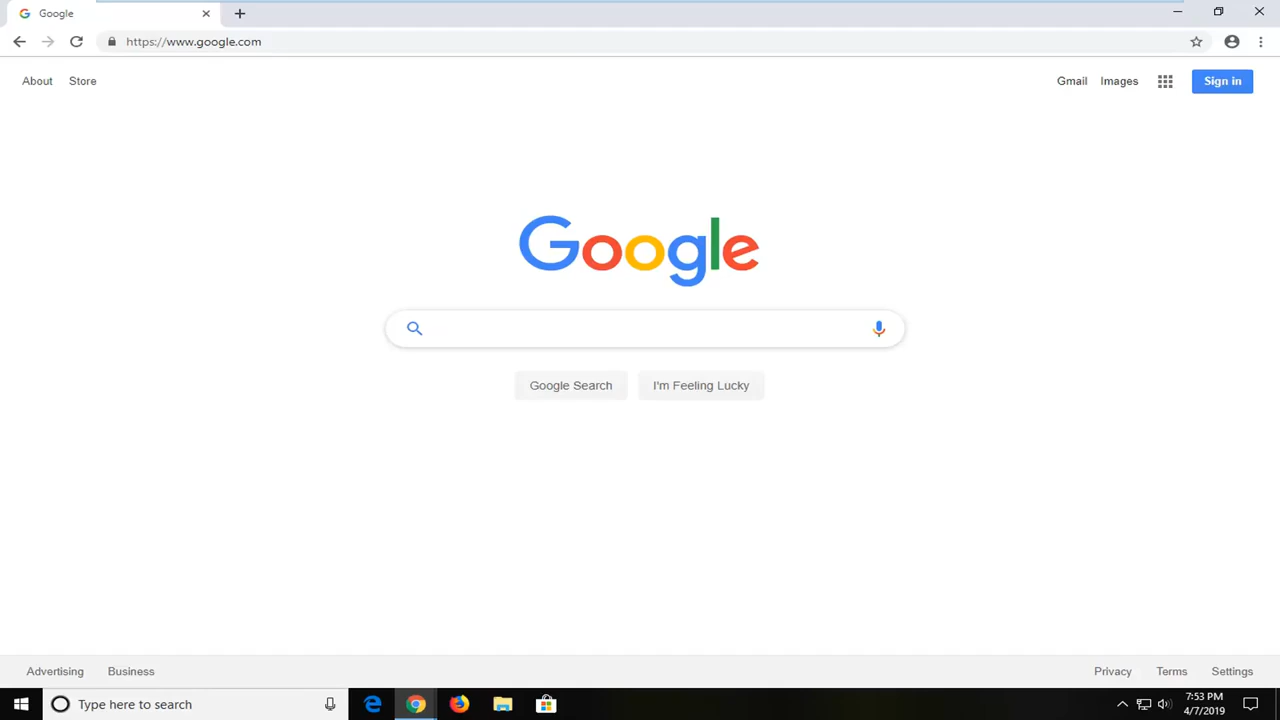 Google
https://www.google.com
About Store
Gmail Images Sign in
Google
Google Search I'm Feeling Lucky
Advertising Business
Privacy Terms Settings
Type here to search
7:53 PM
4/7/2019